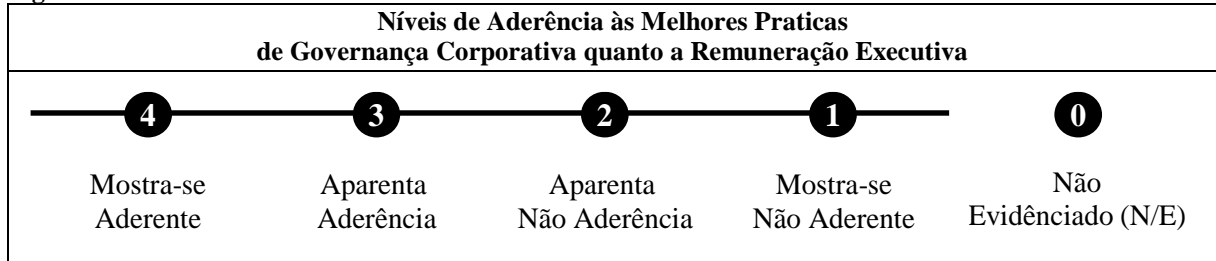 Níveis de Aderência às Melhores Praticas
de Governança Corporativa quanto a Remuneração Executiva
4 3 2 1 0
Mostra-se Aparenta Aparenta Mostra-se Não
Aderente Aderência Não Aderência Não Aderente Evidênciado (N/E)